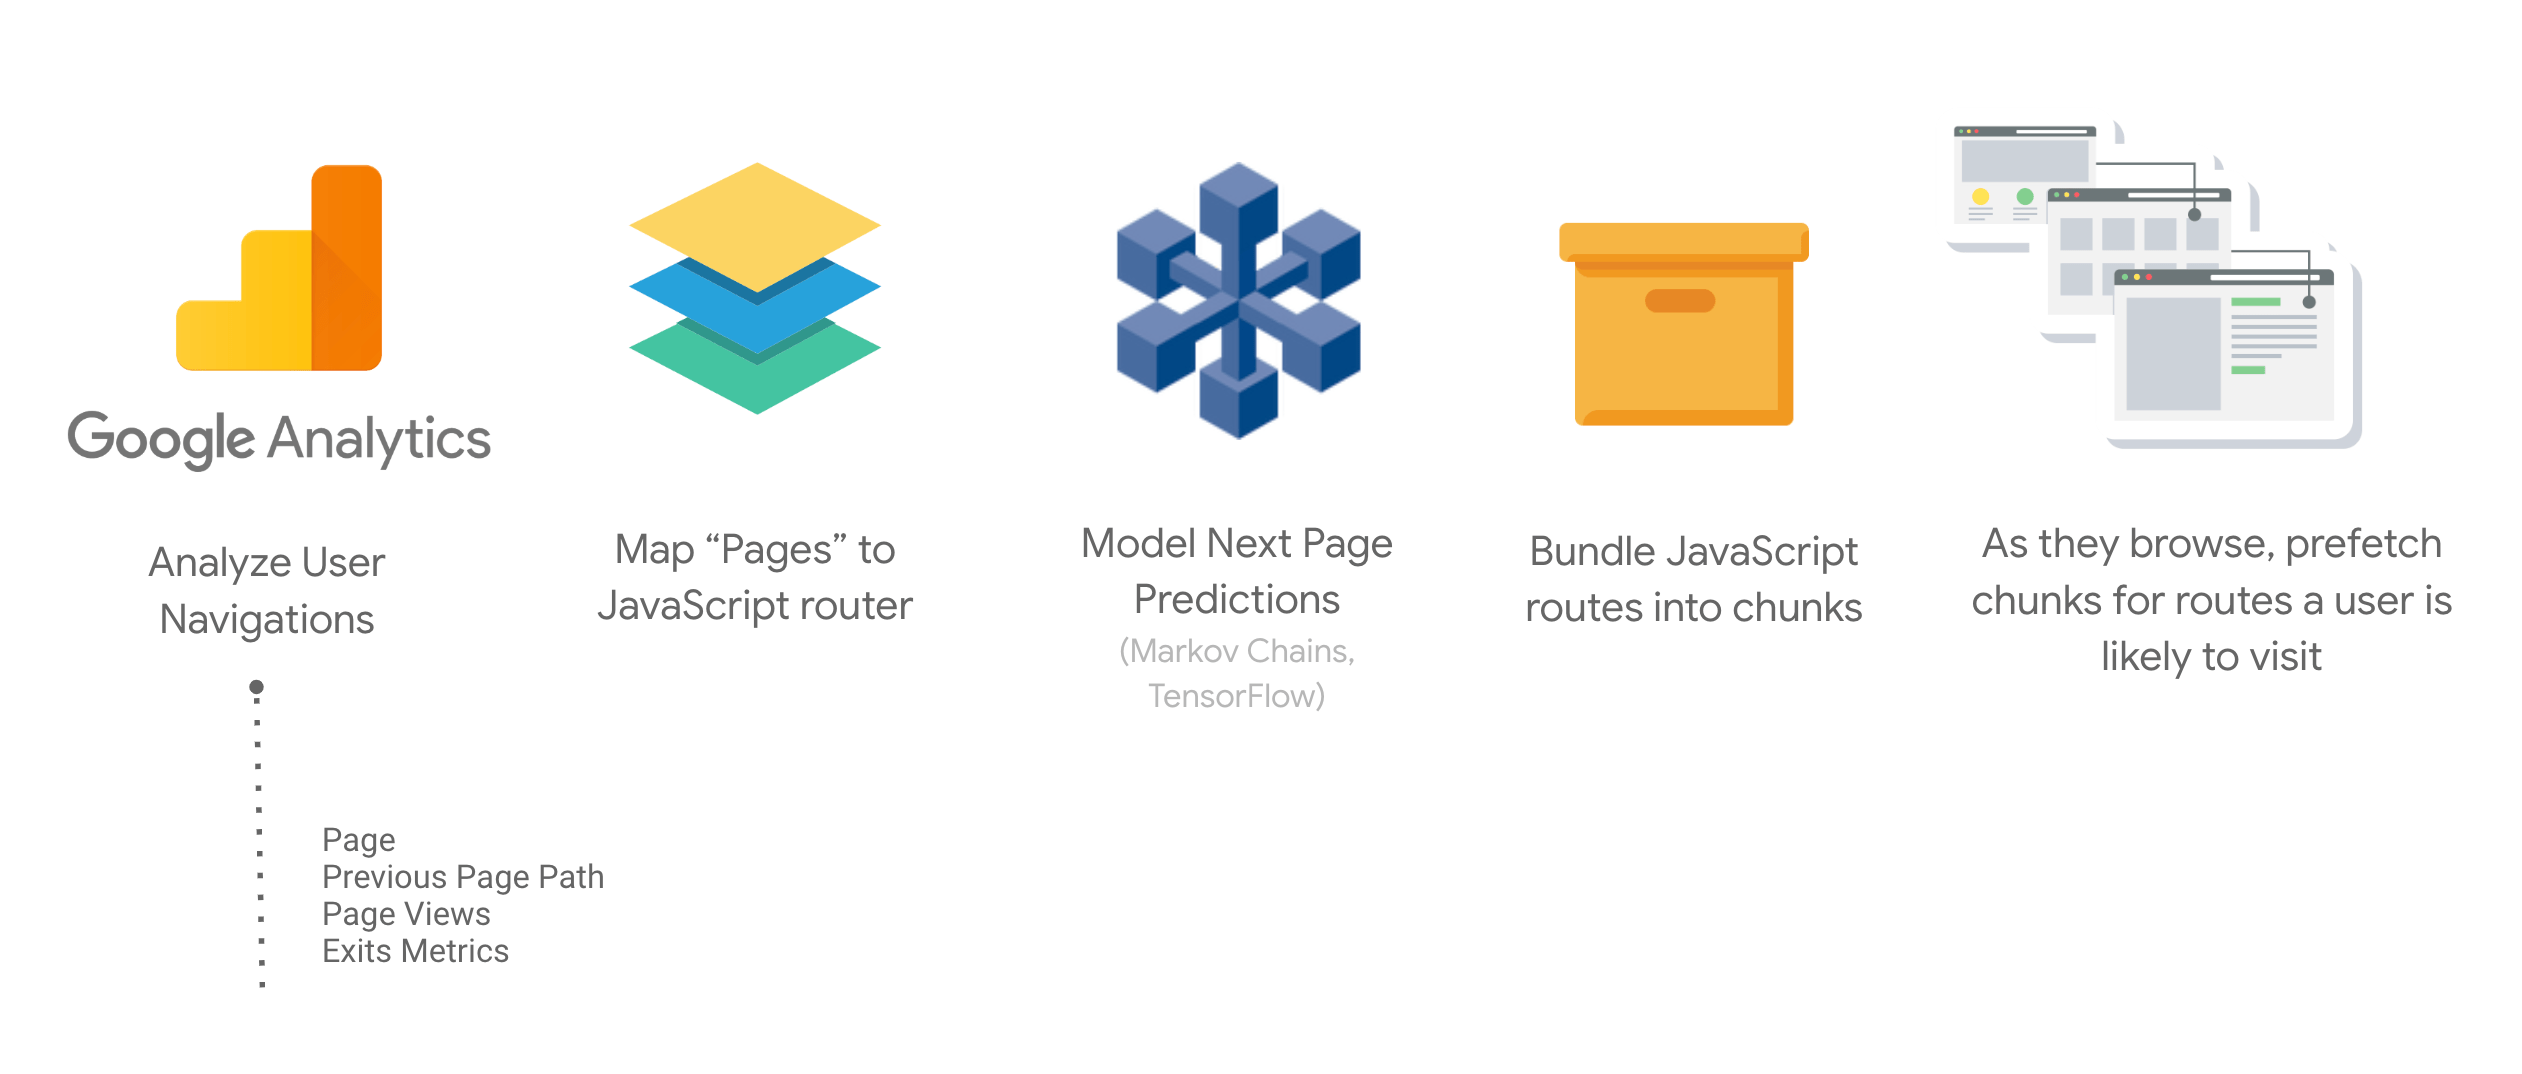 Google Analytics
Analyze User
Navigations
Page
Previous Page Path
Page Views
Exits Metrics
Map “Pages” to
JavaScript router
Model Next Page
Predictions
(Markov Chains,
TensorFlow)
Bundle JavaScript
routes into chunks
As they browse, prefetch
chunks for routes a user is
likely to visit